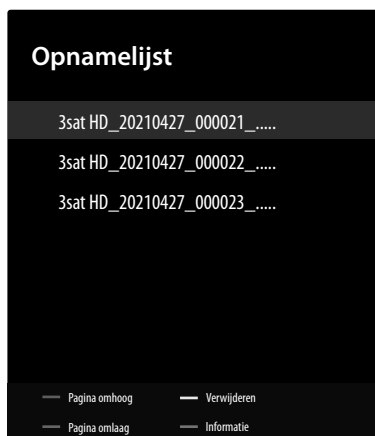 Opnamelijst
3sat HD_20210427_000021_.....
3sat HD_20210427_000022_.....
3sat HD_20210427_000023_.....
Pagina omhoog Verwijderen
Pagina omlaag Informatie